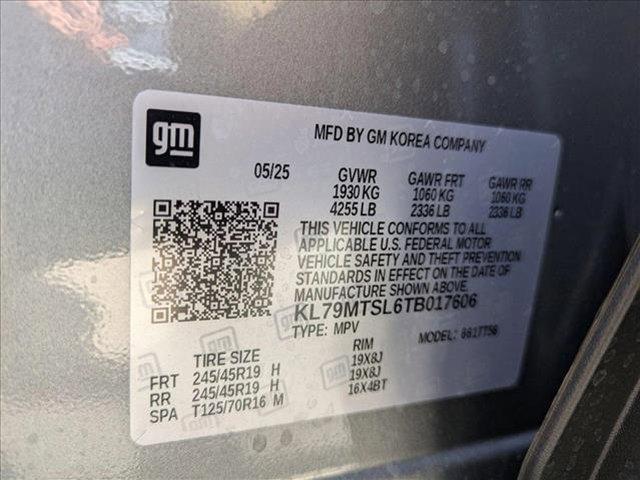 gm
MFD BY GM KOREA COMPANY
05/25 GVWR GAWR FRT GAWR RR
1930 KG 1060 KG 1060 KG
4255 LB 2336 LB 2336 LB
THIS VEHICLE CONFORMS TO ALL
APPLICABLE U.S. FEDERAL MOTOR
VEHICLE SAFETY AND THEFT PREVENTION
STANDARDS IN EFFECT ON THE DATE OF
MANUFACTURE SHOWN ABOVE.
KL79MTSL6TB017606
TYPE: MPV MODEL:
TIRE SIZE RIM
FRT 245/45R19 H 19X8J
RR 245/45R19 H 19X8J
SPA T125/70R16 M 16X4BT